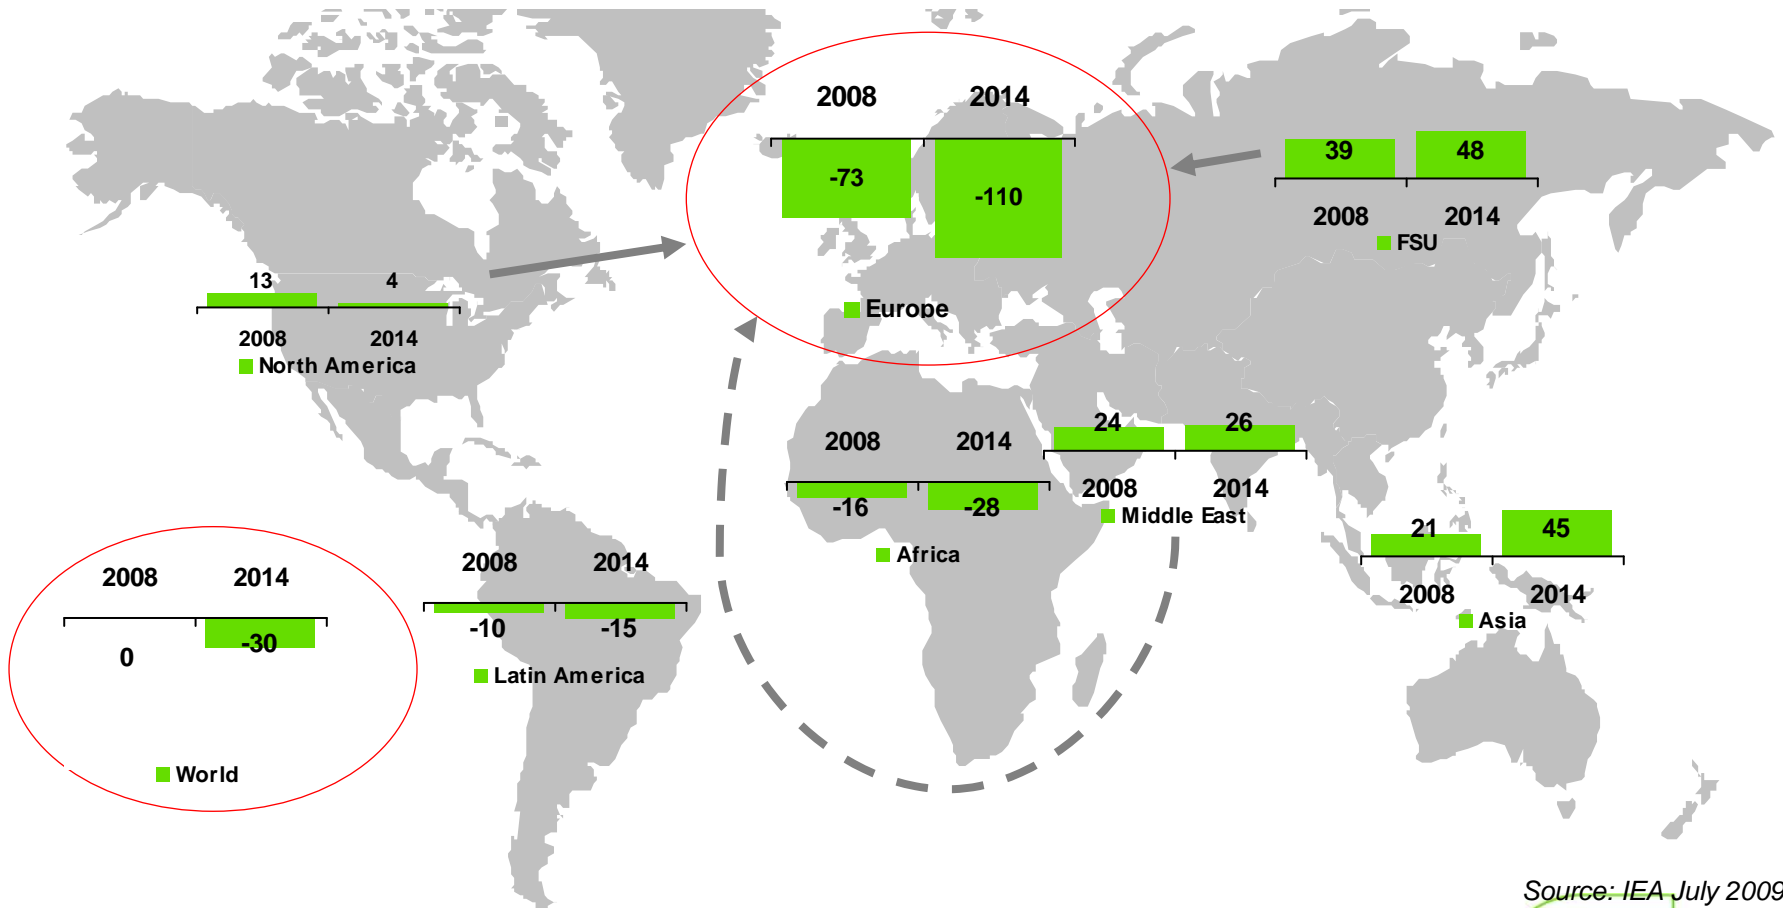 2008 2014
-73
-110
Europe
39 48
2008 2014
FSU
13 4
2008 2014
North America
2008 2014
-16 -28
Africa
24 26
2008 2014
Middle East
21 45
2008 2014
Asia
2008 2014
-10 -15
Latin America
2008 2014
0 -30
World
Source: IEA July 2009